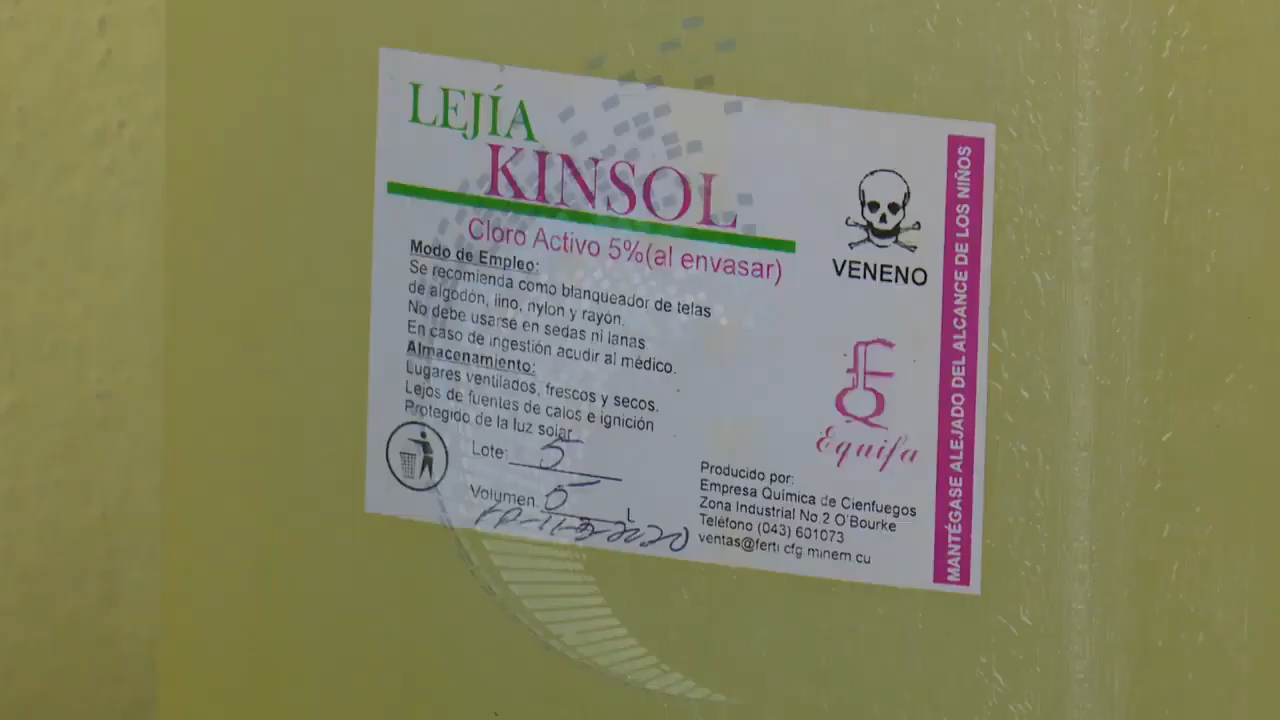 LEJÍA
KINSOL
Cloro Activo 5%(al envasar)
Modo de Empleo:
Se recomienda como blanqueador de telas
de algodón, lino, nylon y rayón.
No debe usarse en sedas ni lanas
En caso de ingestión acudir al médico.
Almacenamiento:
Lugares ventilados, frescos y secos.
Lejos de fuentes de calos e ignición
Protegido de la luz solar
Lote: 5
Volumen. 5 L
VENENO
Equifa
Producido por:
Empresa Química de Cienfuegos
Zona Industrial No.2 O'Bourke
Teléfono (043) 601073
ventas@ferti cfg.minem.cu
MANTÉGASE ALEJADO DEL ALCANCE DE LOS NIÑOS